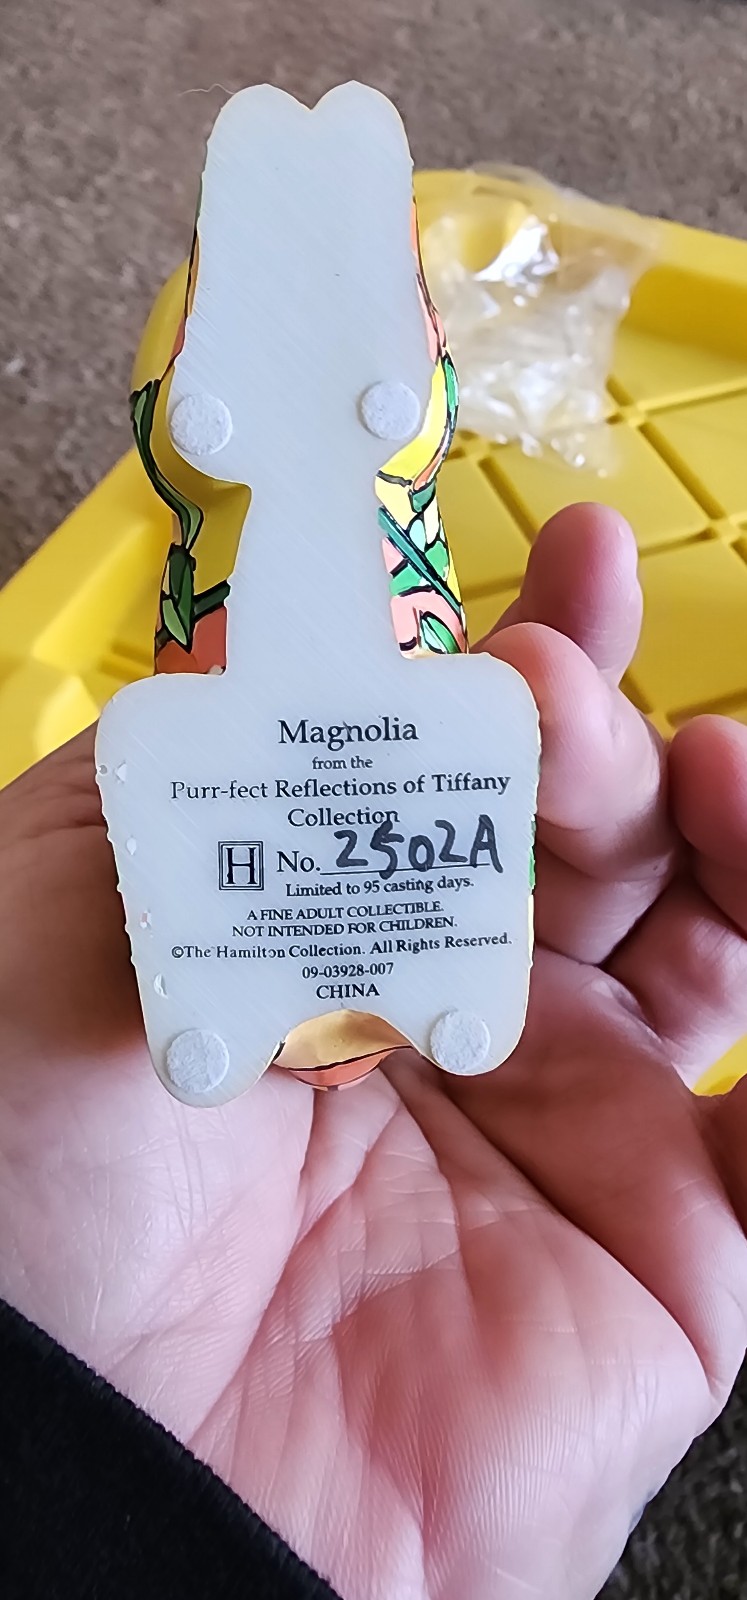 Magnolia
from the
Purr-fect Reflections of Tiffany
Collection
H No. 2502A
Limited to 95 casting days.
A FINE ADULT COLLECTIBLE.
NOT INTENDED FOR CHILDREN.
©The Hamilton Collection. All Rights Reserved.
09-03928-007
CHINA